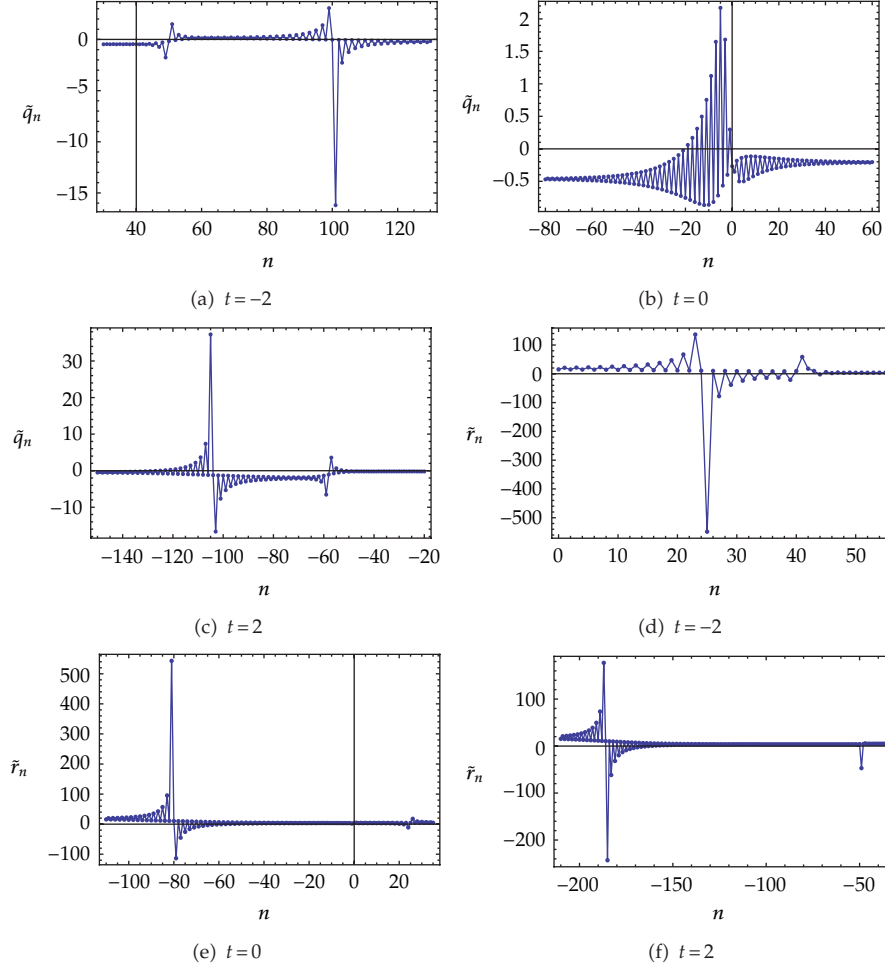 0
−5
−10
−15
q̃n
40 60 80 100 120
n
(a) t = −2
2
1.5
1
0.5
0
−0.5
q̃n
−80 −60 −40 −20 0 20 40 60
n
(b) t = 0
30
20
10
0
−10
q̃n
−140 −120 −100 −80 −60 −40 −20
n
(c) t = 2
100
0
−100
−200
−300
−400
−500
r̃n
0 10 20 30 40 50
n
(d) t = −2
500
400
300
200
100
0
−100
r̃n
−100 −80 −60 −40 −20 0 20
n
(e) t = 0
100
0
−100
−200
r̃n
−200 −150 −100 −50
n
(f) t = 2